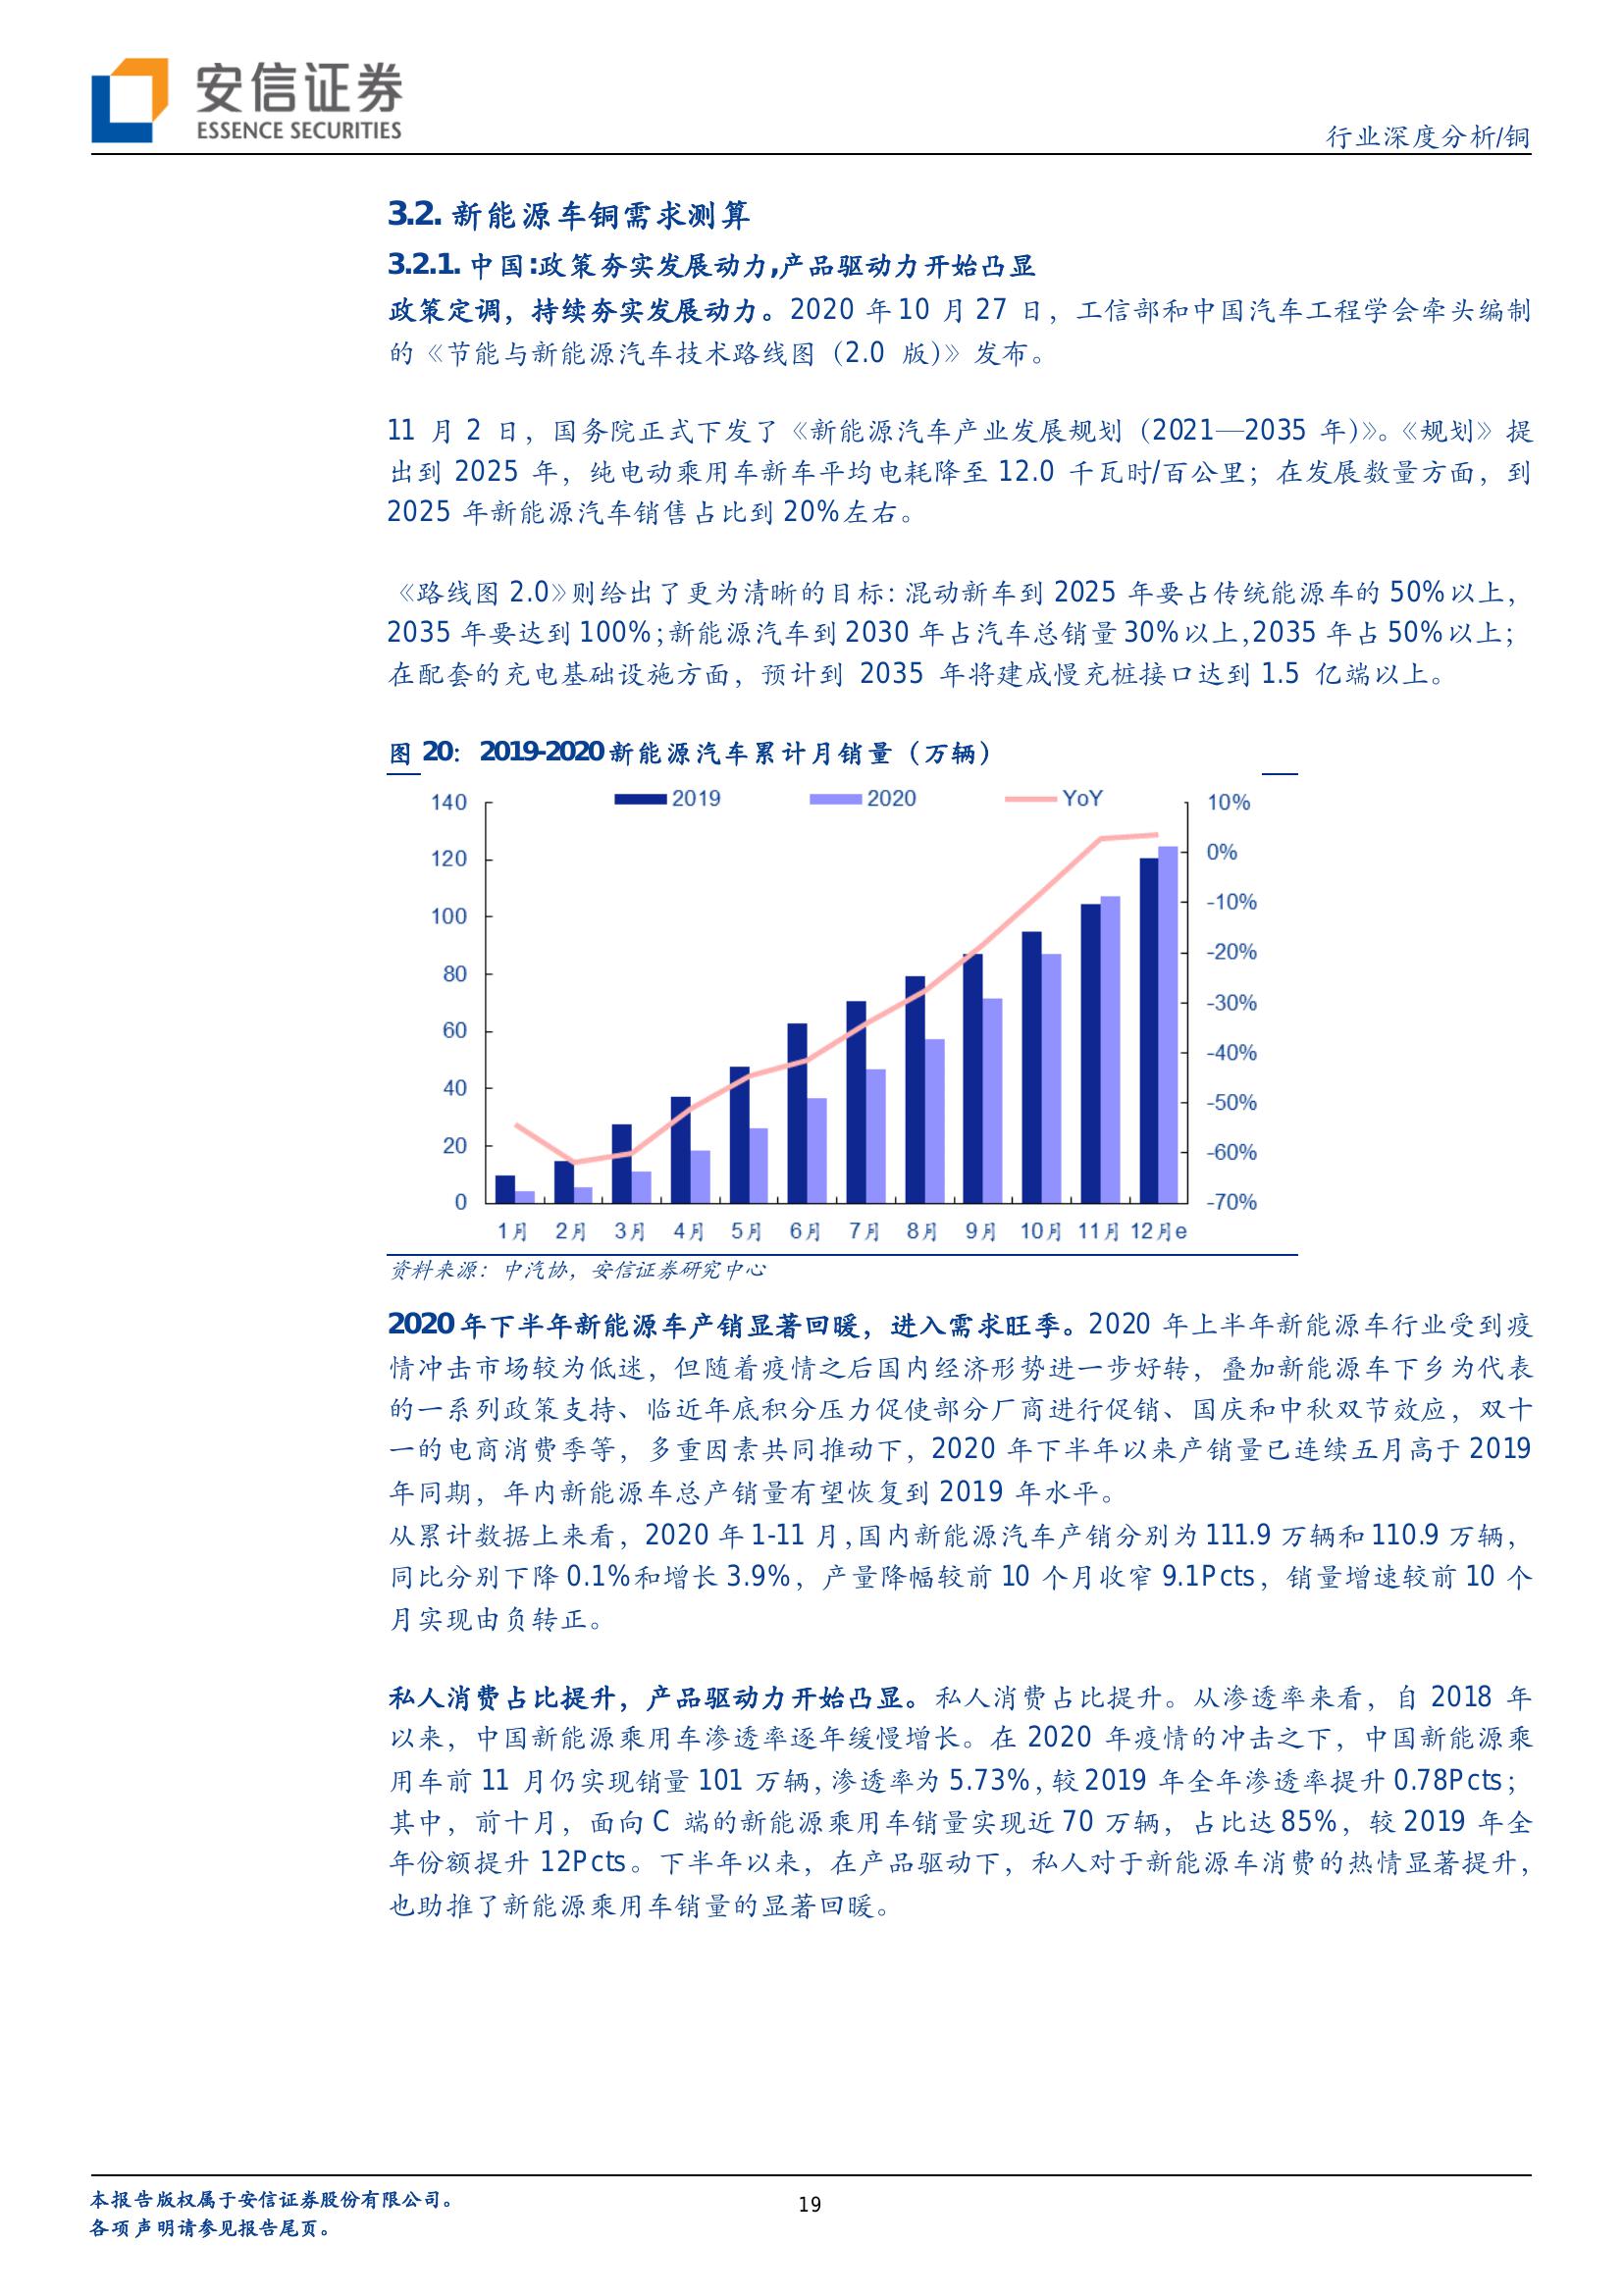 安信证券
ESSENCE SECURITIES
行业深度分析/铜
3.2. 新能源车铜需求测算
3.2.1. 中国:政策夯实发展动力,产品驱动力开始凸显
政策定调，持续夯实发展动力。2020 年 10 月 27 日，工信部和中国汽车工程学会牵头编制
的《节能与新能源汽车技术路线图（2.0 版）》发布。
11 月 2 日，国务院正式下发了《新能源汽车产业发展规划（2021—2035 年）》。《规划》提
出到 2025 年，纯电动乘用车新车平均电耗降至 12.0 千瓦时/百公里；在发展数量方面，到
2025 年新能源汽车销售占比到 20%左右。
《路线图 2.0》则给出了更为清晰的目标：混动新车到 2025 年要占传统能源车的 50%以上，
2035 年要达到 100%；新能源汽车到 2030 年占汽车总销量 30%以上，2035 年占 50%以上；
在配套的充电基础设施方面，预计到 2035 年将建成慢充桩接口达到 1.5 亿端以上。
图 20： 2019-2020 新能源汽车累计月销量（万辆）
2019 2020 YoY
140 10%
120 0%
100 -10%
80 -20%
60 -30%
40 -40%
20 -50%
0 -60%
-70%
1月 2月 3月 4月 5月 6月 7月 8月 9月 10月 11月 12月e
资料来源：中汽协，安信证券研究中心
2020 年下半年新能源车产销显著回暖，进入需求旺季。2020 年上半年新能源车行业受到疫
情冲击市场较为低迷，但随着疫情之后国内经济形势进一步好转，叠加新能源车下乡为代表
的一系列政策支持、临近年底积分压力促使部分厂商进行促销、国庆和中秋双节效应，双十
一的电商消费季等，多重因素共同推动下，2020 年下半年以来产销量已连续五月高于 2019
年同期，年内新能源车总产销量有望恢复到 2019 年水平。
从累计数据上来看，2020 年 1-11 月，国内新能源汽车产销分别为 111.9 万辆和 110.9 万辆，
同比分别下降 0.1%和增长 3.9%，产量降幅较前 10 个月收窄 9.1Pcts，销量增速较前 10 个
月实现由负转正。
私人消费占比提升，产品驱动力开始凸显。私人消费占比提升。从渗透率来看，自 2018 年
以来，中国新能源乘用车渗透率逐年缓慢增长。在 2020 年疫情的冲击之下，中国新能源乘
用车前 11 月仍实现销量 101 万辆，渗透率为 5.73%，较 2019 年全年渗透率提升 0.78Pcts；
其中，前十月，面向 C 端的新能源乘用车销量实现近 70 万辆，占比达 85%，较 2019 年全
年份额提升 12Pcts。下半年以来，在产品驱动下，私人对于新能源车消费的热情显著提升，
也助推了新能源乘用车销量的显著回暖。
本报告版权属于安信证券股份有限公司。
各项声明请参见报告尾页。
19